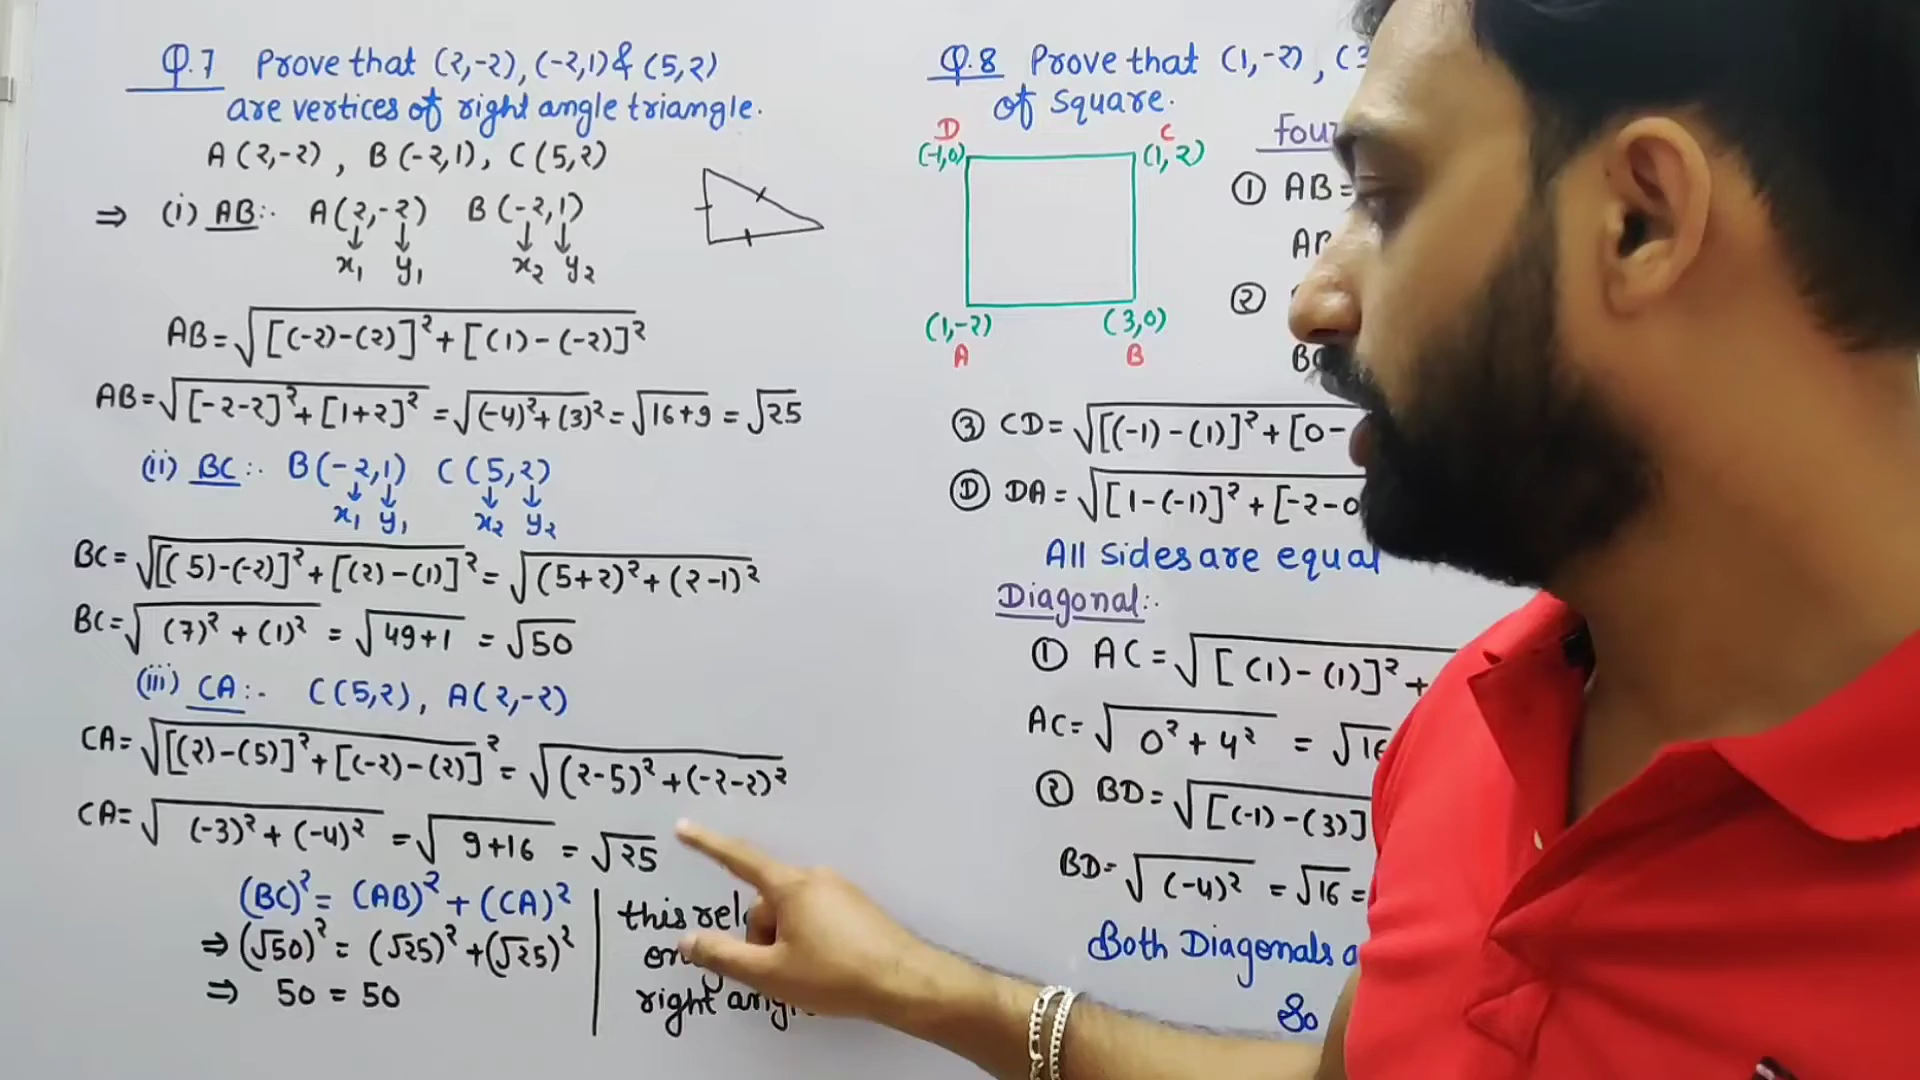 Q.7 Prove that (2,-2), (-2,1) & (5,2)
are vertices of right angle triangle.
A (2,-2) , B (-2,1), C (5,2)
⇒ (i) AB:- A (2,-2) B (-2,1)
↓ ↓ ↓ ↓
x₁ y₁ x₂ y₂
AB = √[(-2)-(2)]² + [(1)-(-2)]²
AB = √[-2-2]² + [1+2]² = √(-4)² + (3)² = √16+9 = √25
(ii) BC:- B (-2,1) C (5,2)
↓ ↓ ↓ ↓
x₁ y₁ x₂ y₂
BC = √[(5)-(-2)]² + [(2)-(1)]² = √(5+2)² + (2-1)²
BC = √(7)² + (1)² = √49+1 = √50
(iii) CA:- C (5,2), A (2,-2)
CA = √[(2)-(5)]² + [(-2)-(2)]² = √(2-5)² + (-2-2)²
CA = √(-3)² + (-4)² = √9+16 = √25
(BC)² = (AB)² + (CA)²
⇒ (√50)² = (√25)² + (√25)²
⇒ 50 = 50
this
right
Q.8 Prove that (1,-2) , (3
of square.
D
C
(-1,0)
(1,2)
(1,-2)
(3,0)
A
B
① AB =
②
③ CD = √[(-1)-(1)]² + [0-
Ⓓ DA = √[1-(-1)]² + [-2-0
All sides are equal
Diagonal:-
① AC = √[(1)-(1)]² +
AC = √0² + 4² = √16
② BD = √[(-1)-(3)]
BD = √(-4)² = √16 =
Both Diagonals
So